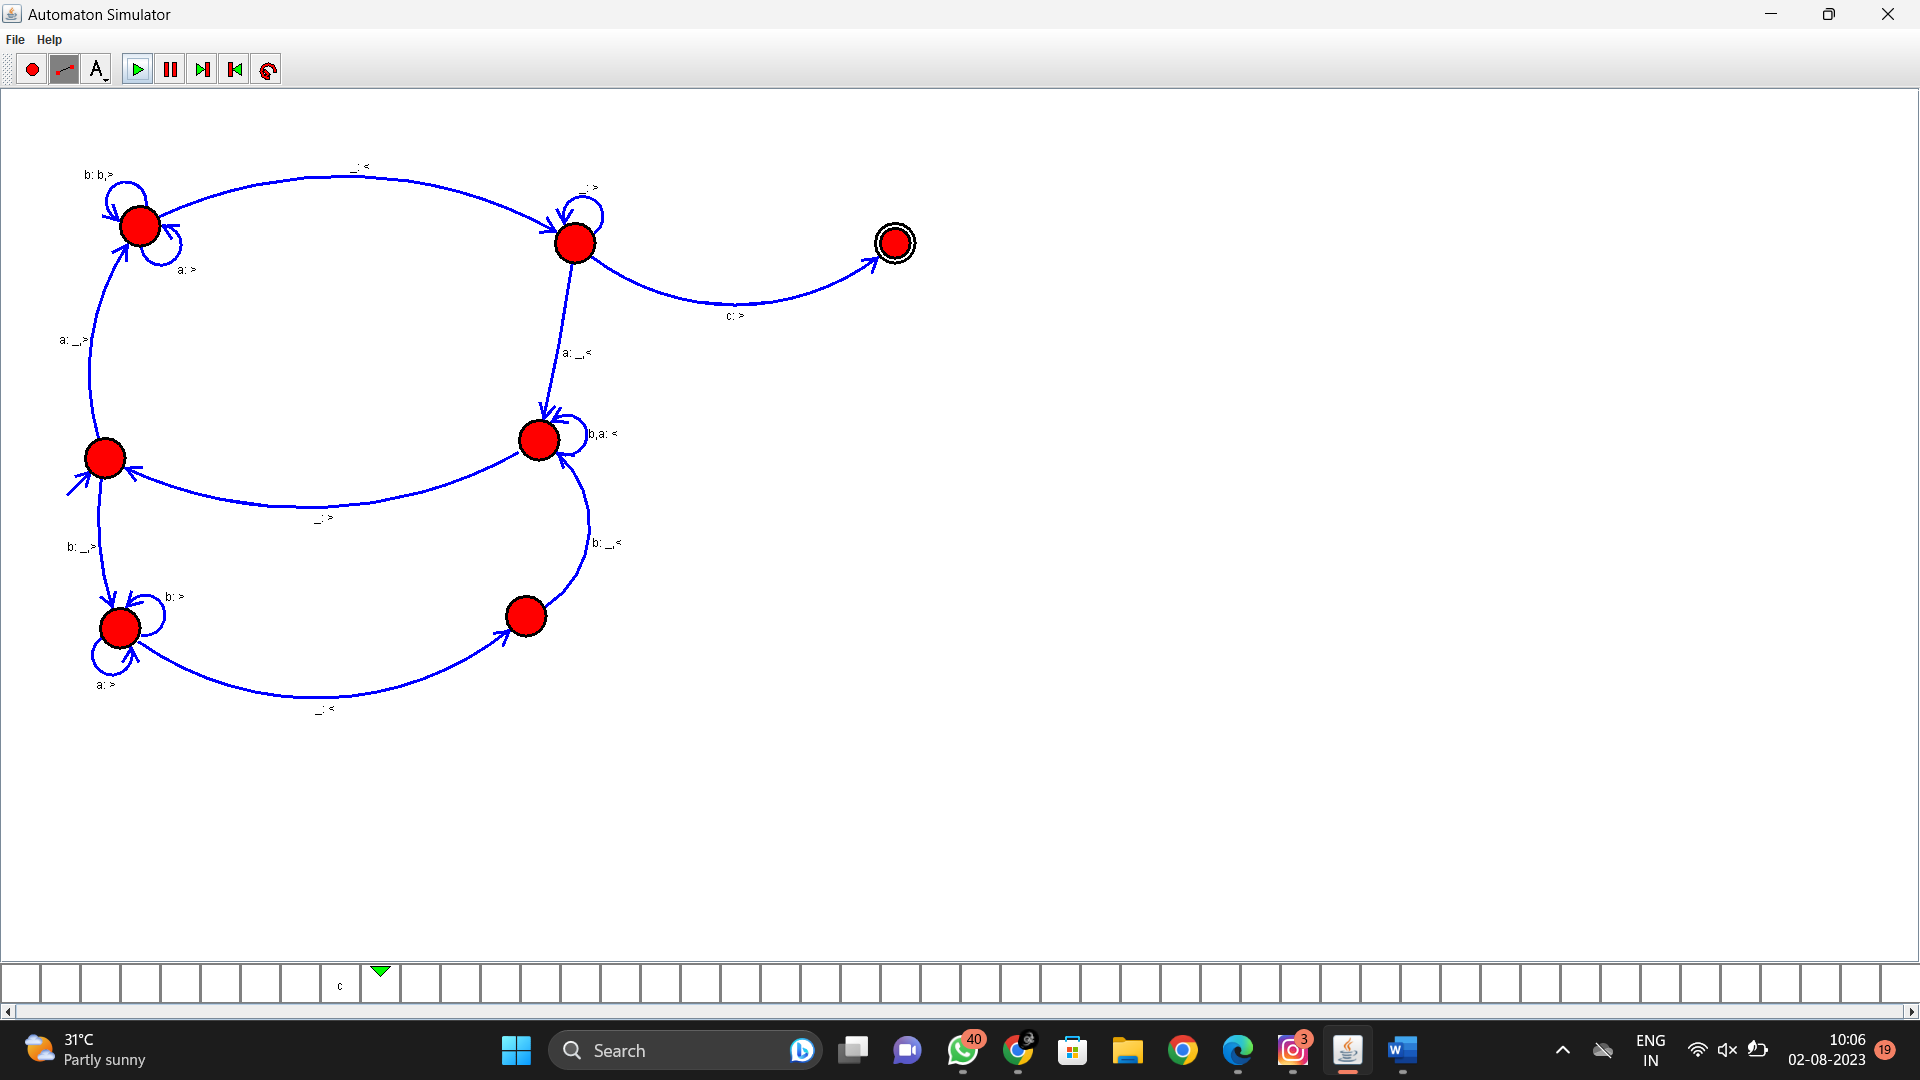 Automaton Simulator
File Help
A
_: <
b: b,>
_: >
a: >
c: >
a: _,>
a: _,<
b,a: <
_: >
b: _,>
b: _,<
b: >
a: >
_: <
c
31°C
Partly sunny
Search
40
3
W
ENG
IN
10:06
02-08-2023
19